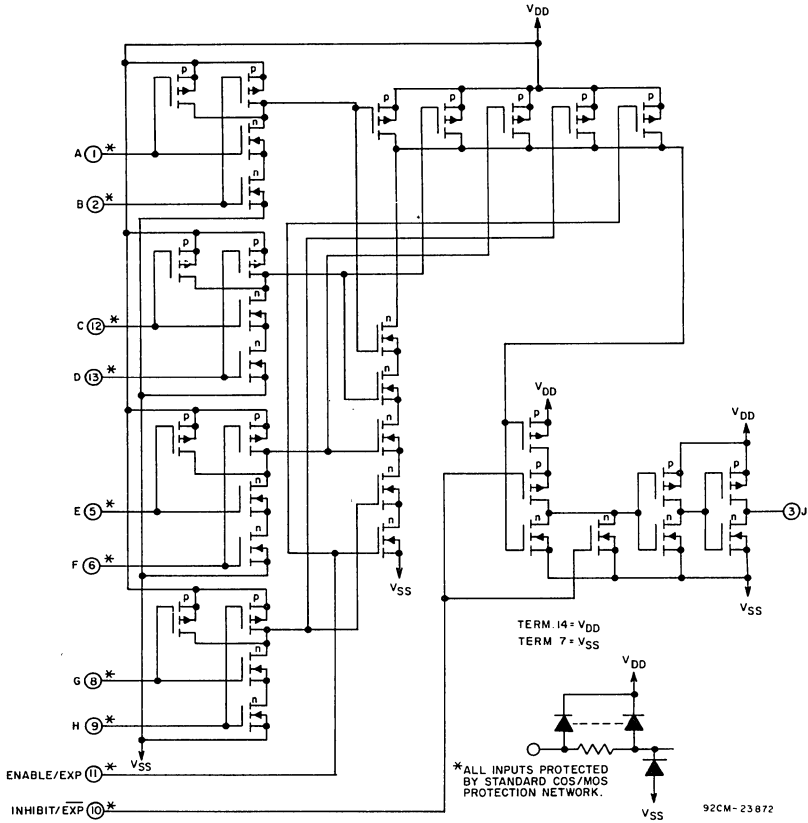 VDD
p
p
p
p
p
p
p
n
A 1 *
n
B 2 *
p
p
n
C 12 *
n
n
D 13 *
n
VDD
p
p
n
p
VDD
n
E 5 *
p
p
p
n
3 J
n
n
n
F 6 *
n
n
VSS
p
p
VSS
TERM. 14 = VDD
TERM 7 = VSS
n
VDD
G 8 *
n
H 9 *
VSS
ENABLE/EXP 11 *
*ALL INPUTS PROTECTED
BY STANDARD COS/MOS
PROTECTION NETWORK.
INHIBIT/E̅X̅P̅ 10 *
VSS
92CM-23872